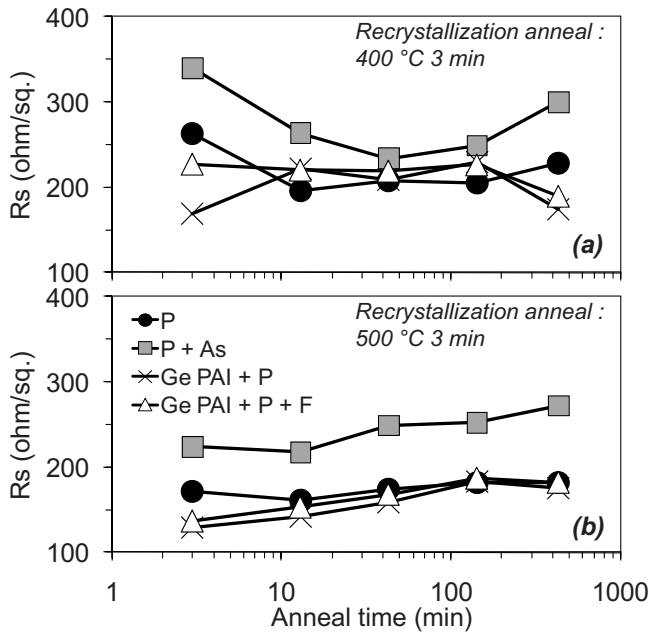 400
Recrystallization anneal :
400 °C 3 min
300
Rs (ohm/sq.)
200
(a)
100
400
Recrystallization anneal :
500 °C 3 min
P
P + As
Ge PAI + P
Ge PAI + P + F
300
Rs (ohm/sq.)
200
(b)
100
1 10 100 1000
Anneal time (min)